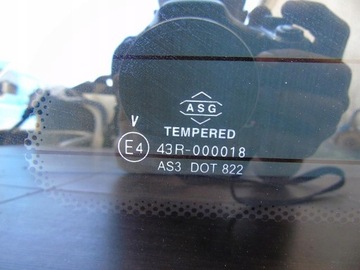 ASG
TEMPERED
V
E4 43R-000018
AS3 DOT 822